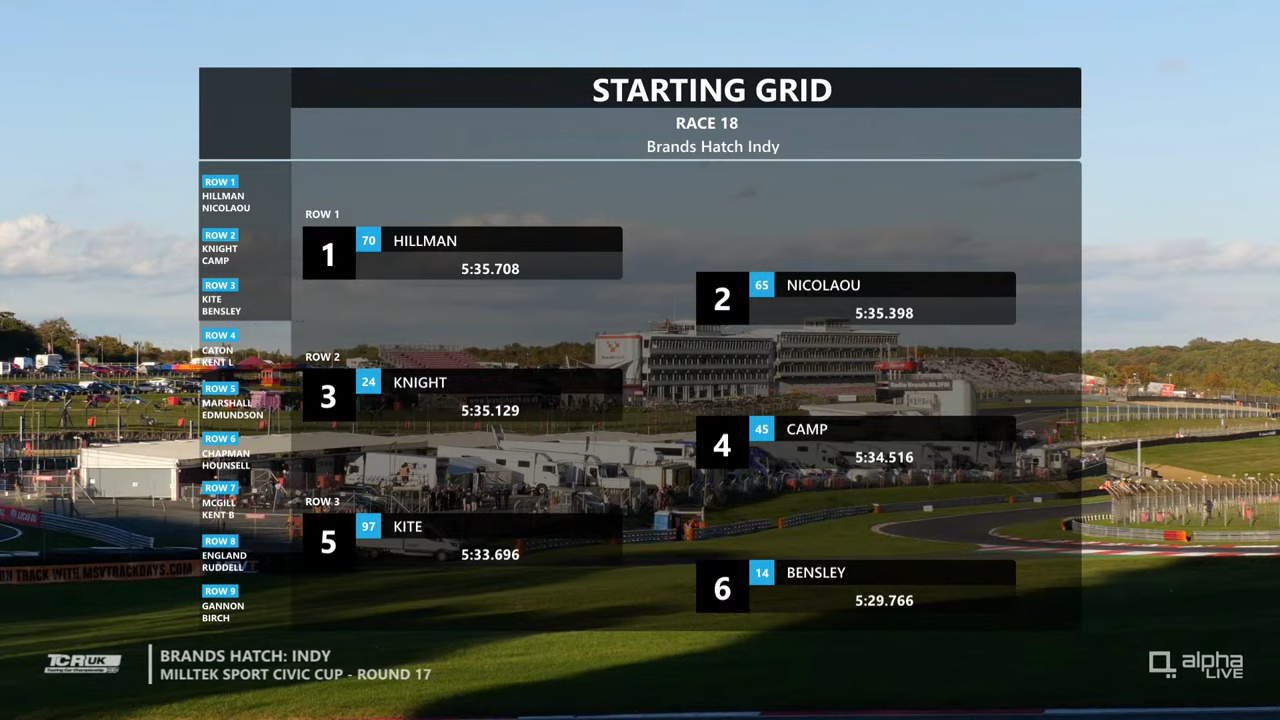 STARTING GRID
RACE 18
Brands Hatch Indy
ROW 1
HILLMAN
NICOLAOU
ROW 2
KNIGHT
CAMP
ROW 3
KITE
BENSLEY
ROW 4
CATON
KENT L
ROW 5
MARSHALL
EDMUNDSON
ROW 6
CHAPMAN
HOUNSELL
ROW 7
MCGILL
KENT B
ROW 8
ENGLAND
RUDDELL
ROW 9
GANNON
BIRCH
ROW 1
1 70 HILLMAN
5:35.708
2 65 NICOLAOU
5:35.398
ROW 2
3 24 KNIGHT
5:35.129
4 45 CAMP
5:34.516
ROW 3
5 97 KITE
5:33.696
6 14 BENSLEY
5:29.766
ON TRACK WITH MSVTRACKDAYS.COM
TCR UK
BRANDS HATCH: INDY
MILLTEK SPORT CIVIC CUP - ROUND 17
alpha
LIVE